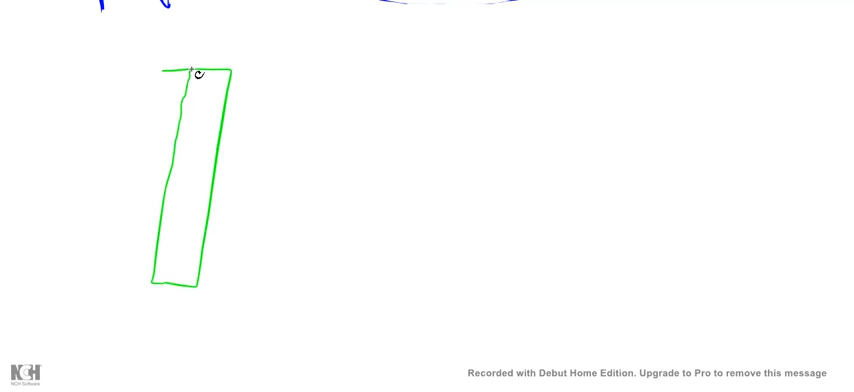 NCH
NCH Software
Recorded with Debut Home Edition. Upgrade to Pro to remove this message